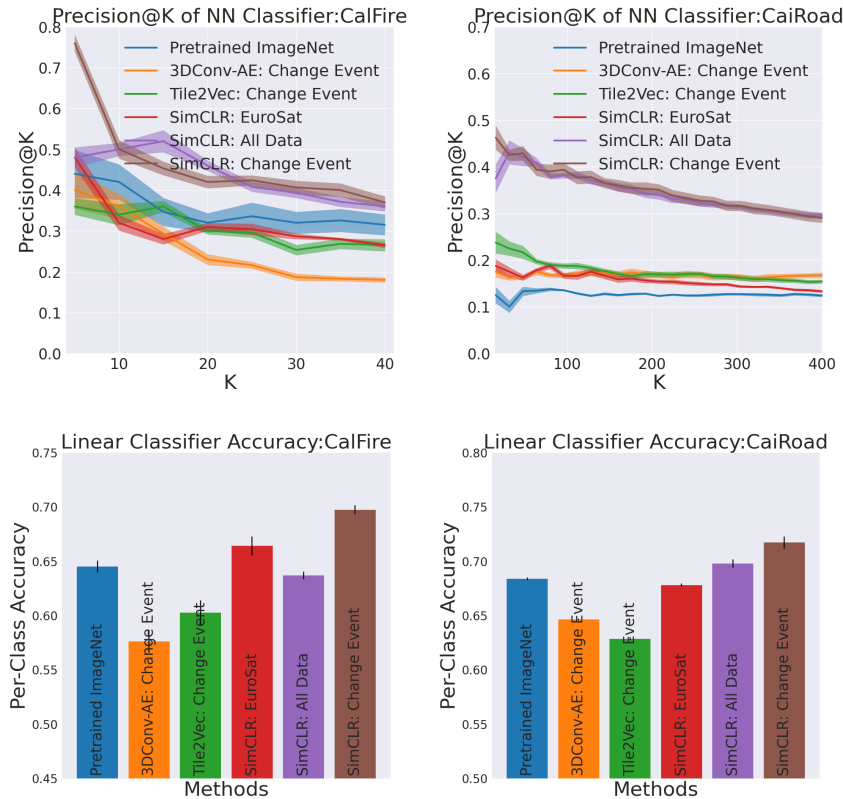 Precision@K of NN Classifier:CalFire
0.8
0.7
0.6
0.5
0.4
0.3
0.2
0.1
0.0
Precision@K
Pretrained ImageNet
3DConv-AE: Change Event
Tile2Vec: Change Event
SimCLR: EuroSat
SimCLR: All Data
SimCLR: Change Event
10
20
30
40
K
Precision@K of NN Classifier:CaiRoad
0.7
0.6
0.5
0.4
0.3
0.2
0.1
0.0
Precision@K
Pretrained ImageNet
3DConv-AE: Change Event
Tile2Vec: Change Event
SimCLR: EuroSat
SimCLR: All Data
SimCLR: Change Event
100
200
300
400
K
Linear Classifier Accuracy:CalFire
0.75
0.70
0.65
0.60
0.55
0.50
0.45
Per-Class Accuracy
Pretrained ImageNet
3DConv-AE: Change Event
Tile2Vec: Change Event
SimCLR: EuroSat
SimCLR: All Data
SimCLR: Change Event
Methods
Linear Classifier Accuracy:CaiRoad
0.80
0.75
0.70
0.65
0.60
0.55
0.50
Per-Class Accuracy
Pretrained ImageNet
3DConv-AE: Change Event
Tile2Vec: Change Event
SimCLR: EuroSat
SimCLR: All Data
SimCLR: Change Event
Methods